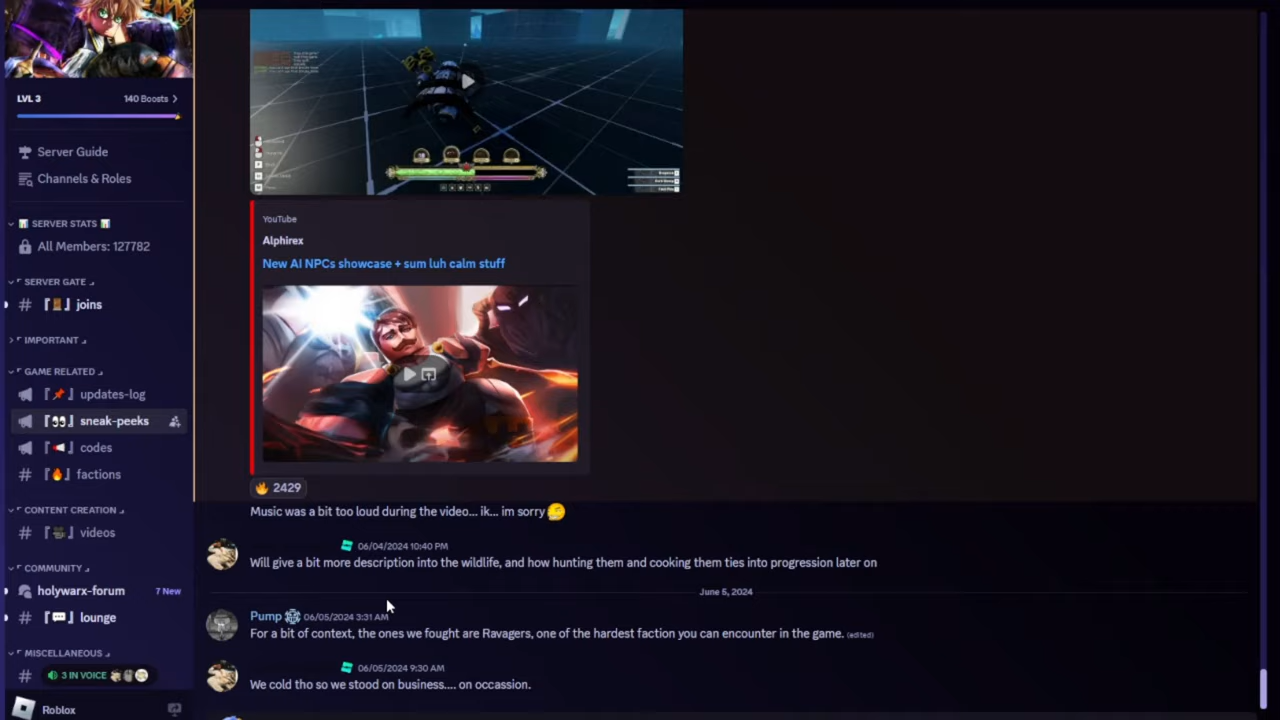 LVL 3
140 Boosts
Server Guide
Channels & Roles
SERVER STATS
All Members: 127782
SERVER GATE
joins
IMPORTANT
GAME RELATED
updates-log
sneak-peeks
codes
factions
CONTENT CREATION
videos
COMMUNITY
holywarx-forum
7 New
lounge
MISCELLANEOUS
3 IN VOICE
Roblox
YouTube
Alphirex
New AI NPCs showcase + sum luh calm stuff
2429
Music was a bit too loud during the video... ik... im sorry
06/04/2024 10:40 PM
Will give a bit more description into the wildlife, and how hunting them and cooking them ties into progression later on
June 5, 2024
Pump 06/05/2024 3:31 AM
For a bit of context, the ones we fought are Ravagers, one of the hardest faction you can encounter in the game. (edited)
06/05/2024 9:30 AM
We cold tho so we stood on business.... on occassion.